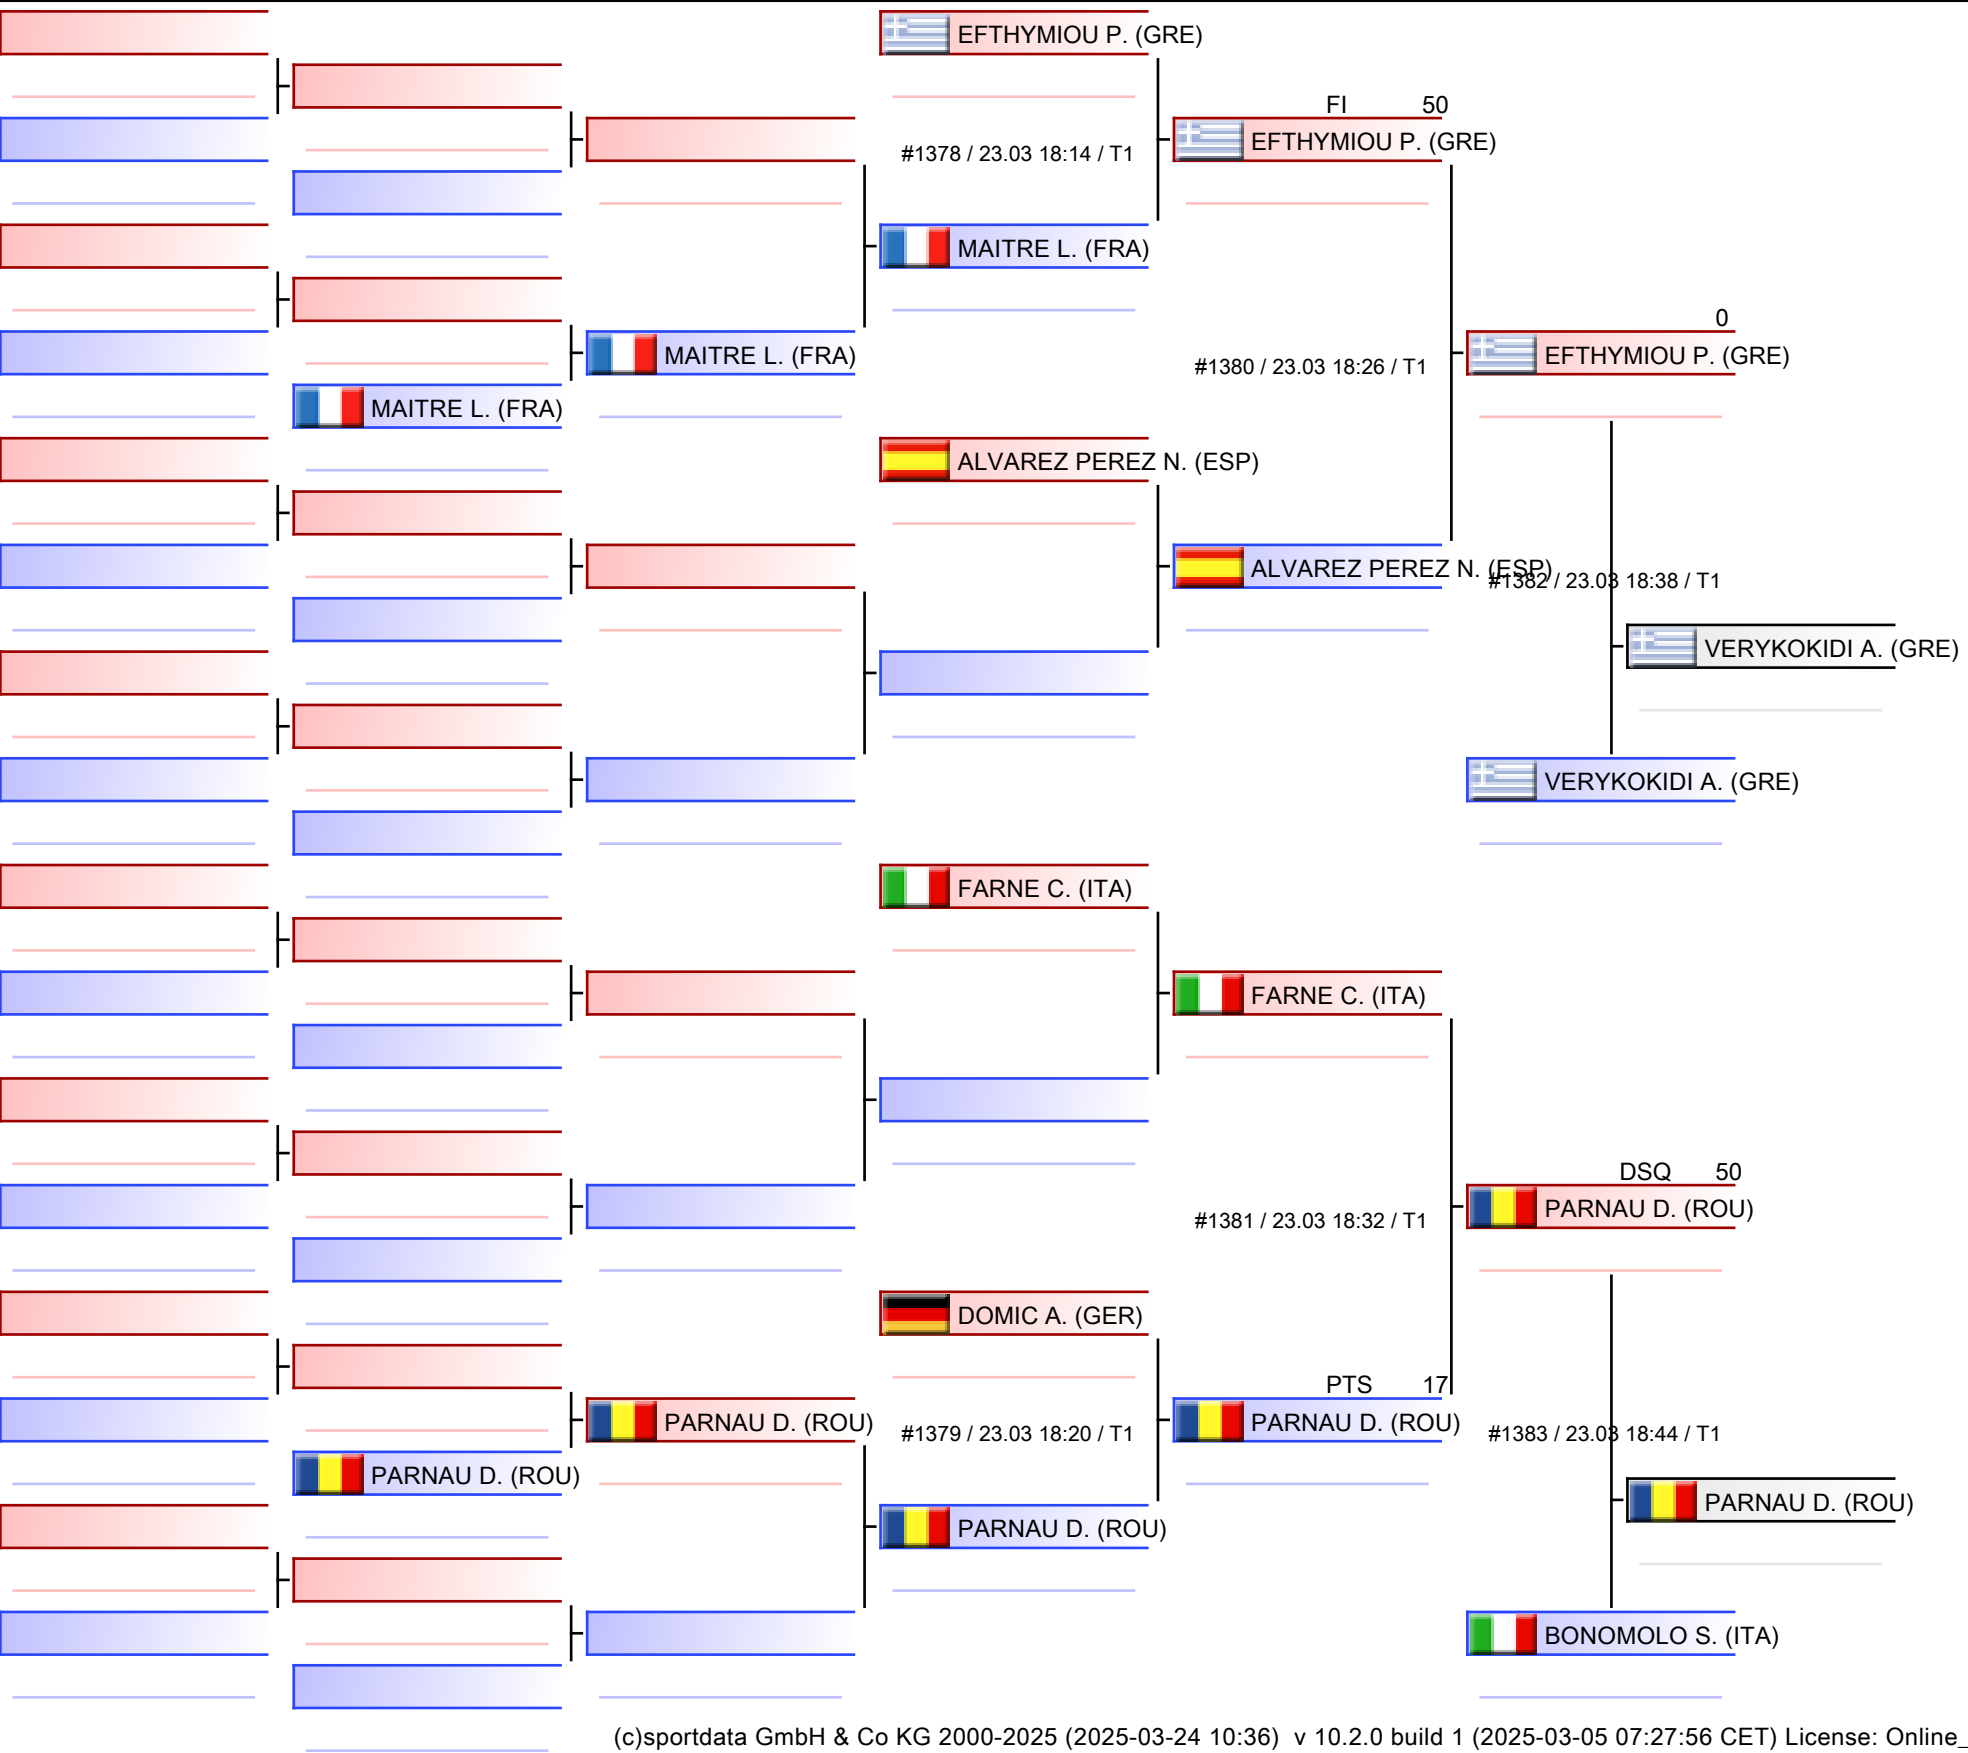 EFTHYMIOU P. (GRE)
FI 50
EFTHYMIOU P. (GRE)
#1378 / 23.03 18:14 / T1
MAITRE L. (FRA)
0
EFTHYMIOU P. (GRE)
MAITRE L. (FRA)
#1380 / 23.03 18:26 / T1
MAITRE L. (FRA)
ALVAREZ PEREZ N. (ESP)
ALVAREZ PEREZ N. (ESP)
#1382 / 23.03 18:38 / T1
VERYKOKIDI A. (GRE)
VERYKOKIDI A. (GRE)
FARNE C. (ITA)
FARNE C. (ITA)
DSQ 50
PARNAU D. (ROU)
#1381 / 23.03 18:32 / T1
DOMIC A. (GER)
PTS 17
PARNAU D. (ROU)
#1379 / 23.03 18:20 / T1
PARNAU D. (ROU)
#1383 / 23.03 18:44 / T1
PARNAU D. (ROU)
PARNAU D. (ROU)
PARNAU D. (ROU)
BONOMOLO S. (ITA)
(c)sportdata GmbH & Co KG 2000-2025 (2025-03-24 10:36) v 10.2.0 build 1 (2025-03-05 07:27:56 CET) License: Online_